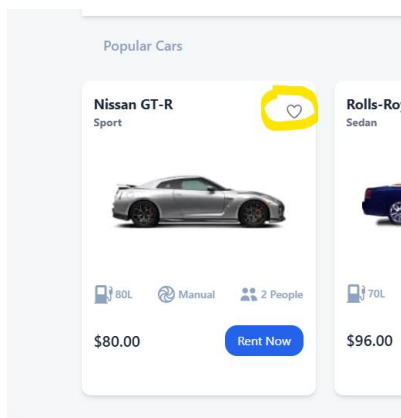 Popular Cars
Nissan GT-R
Sport
80L
Manual
2 People
$80.00
Rent Now
Sedan
70L
$96.00